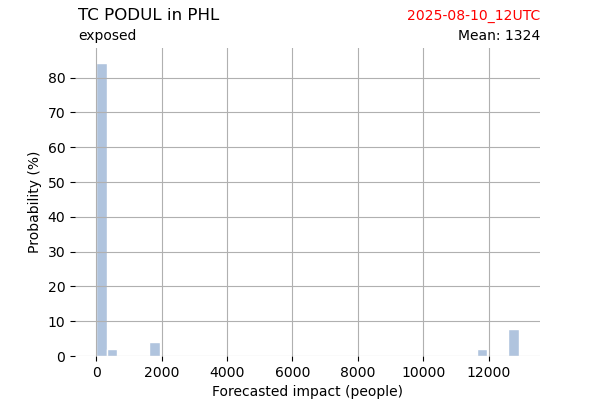 TC PODUL in PHL
2025-08-10_12UTC
exposed
Mean: 1324
80
70
60
50
40
30
20
10
0
Probability (%)
0 2000 4000 6000 8000 10000 12000
Forecasted impact (people)